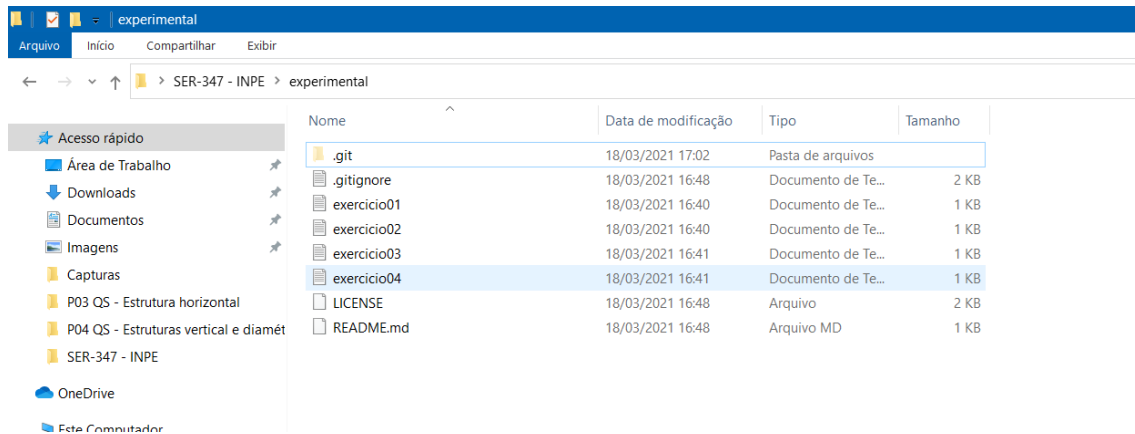 experimental
Arquivo Início Compartilhar Exibir
SER-347 - INPE > experimental
Nome Data de modificação Tipo Tamanho
Acesso rápido
Área de Trabalho
Downloads
Documentos
Imagens
Capturas
P03 QS - Estrutura horizontal
P04 QS - Estruturas vertical e diamét
SER-347 - INPE
OneDrive
Este Computador
.git 18/03/2021 17:02 Pasta de arquivos
.gitignore 18/03/2021 16:48 Documento de Te... 2 KB
exercicio01 18/03/2021 16:40 Documento de Te... 1 KB
exercicio02 18/03/2021 16:40 Documento de Te... 1 KB
exercicio03 18/03/2021 16:41 Documento de Te... 1 KB
exercicio04 18/03/2021 16:41 Documento de Te... 1 KB
LICENSE 18/03/2021 16:48 Arquivo 2 KB
README.md 18/03/2021 16:48 Arquivo MD 1 KB